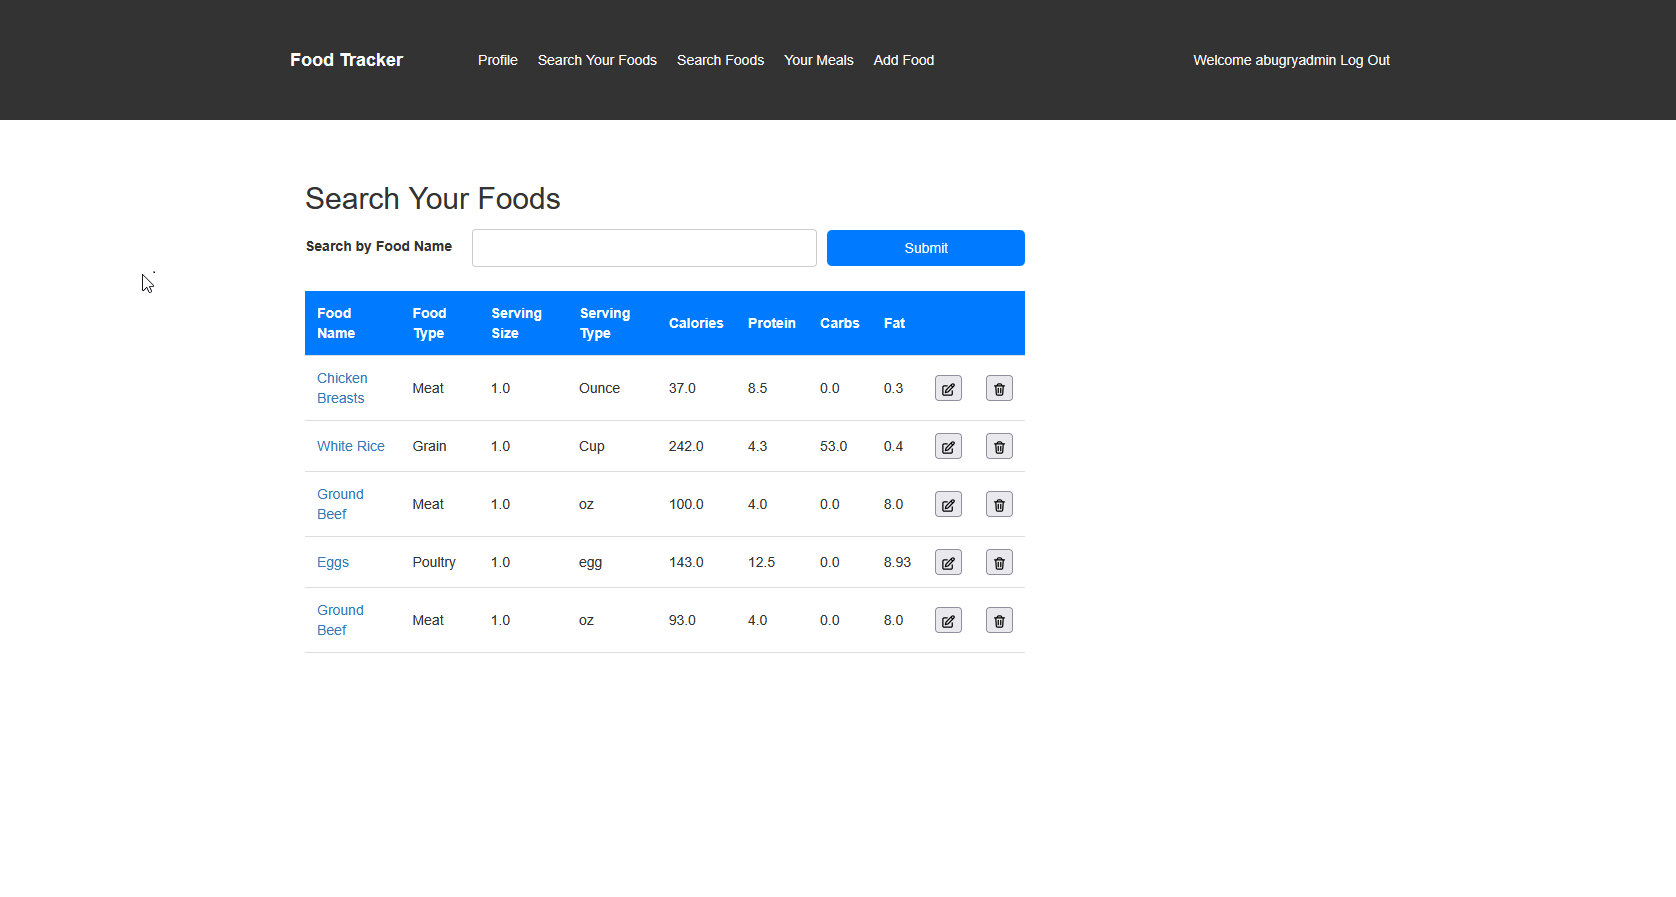 Food Tracker Profile Search Your Foods Search Foods Your Meals Add Food Welcome abugryadmin Log Out
Search Your Foods
Search by Food Name Submit
Food Name Food Type Serving Size Serving Type Calories Protein Carbs Fat
Chicken Breasts Meat 1.0 Ounce 37.0 8.5 0.0 0.3
White Rice Grain 1.0 Cup 242.0 4.3 53.0 0.4
Ground Beef Meat 1.0 oz 100.0 4.0 0.0 8.0
Eggs Poultry 1.0 egg 143.0 12.5 0.0 8.93
Ground Beef Meat 1.0 oz 93.0 4.0 0.0 8.0